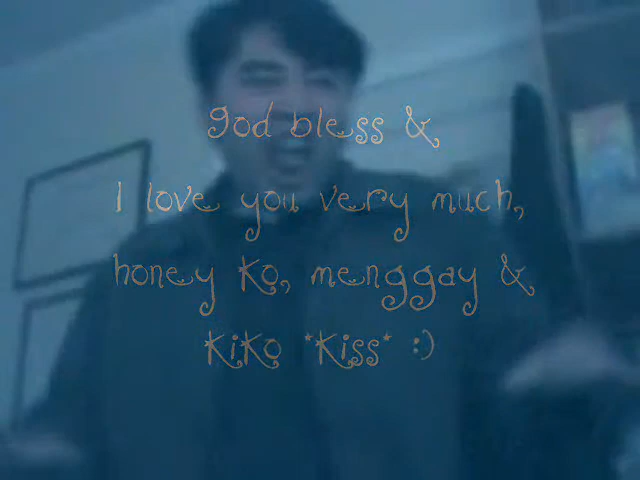 god bless &
I love you very much,
honey ko, menggay &
kiko *kiss* :)